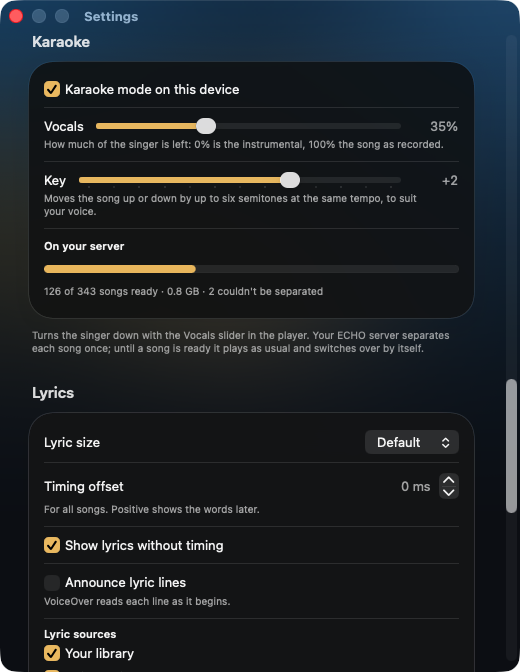 Settings
Karaoke
Karaoke mode on this device
Vocals 35%
How much of the singer is left: 0% is the instrumental, 100% the song as recorded.
Key +2
Moves the song up or down by up to six semitones at the same tempo, to suit
your voice.
On your server
126 of 343 songs ready · 0.8 GB · 2 couldn't be separated
Turns the singer down with the Vocals slider in the player. Your ECHO server separates
each song once; until a song is ready it plays as usual and switches over by itself.
Lyrics
Lyric size Default
Timing offset 0 ms
For all songs. Positive shows the words later.
Show lyrics without timing
Announce lyric lines
VoiceOver reads each line as it begins.
Lyric sources
Your library